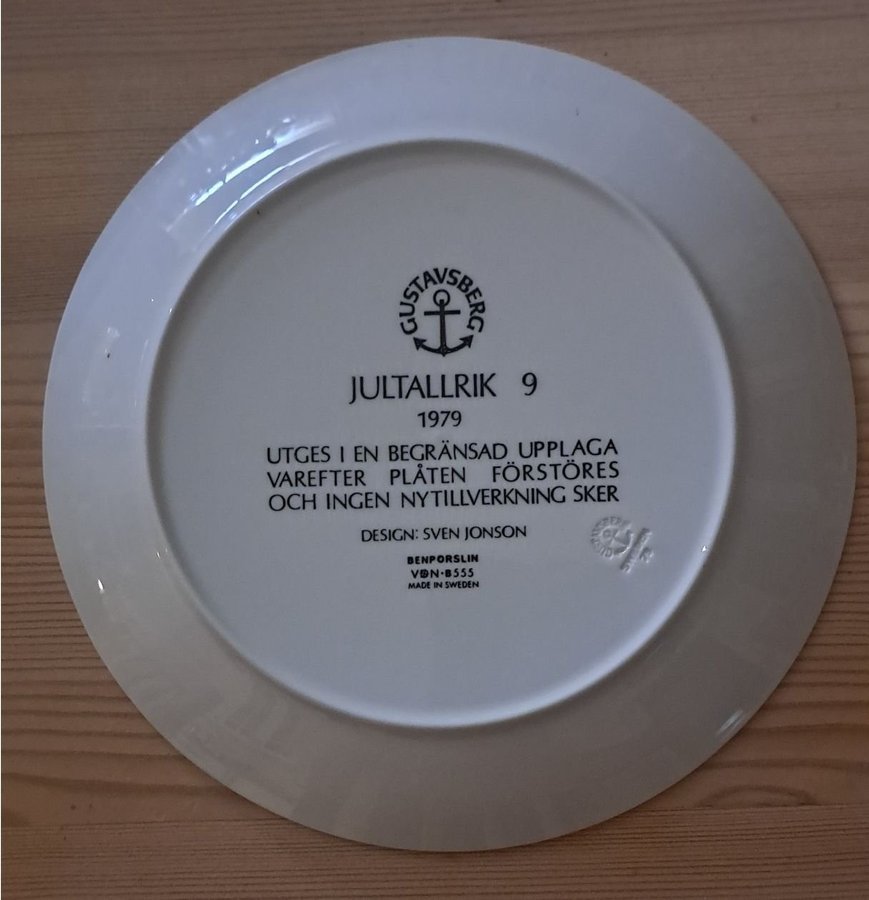 GUSTAVSBERG
JULTALLRIK 9
1979
UTGES I EN BEGRÄNSAD UPPLAGA
VAREFTER PLÅTEN FÖRSTÖRES
OCH INGEN NYTILLVERKNING SKER
DESIGN: SVEN JONSON
BENPORSLIN
VDN·B555
MADE IN SWEDEN